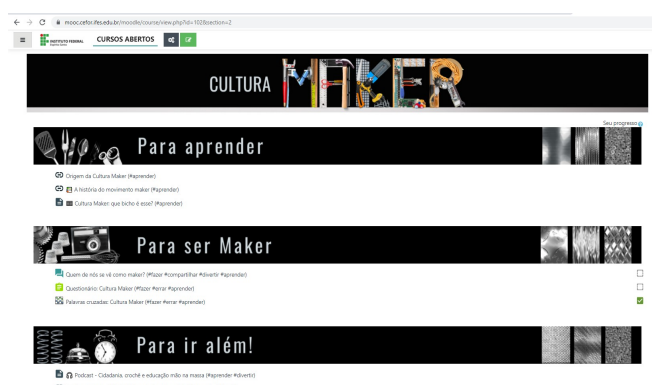 mooc.cefor.ifes.edu.br/moodle/course/view.php?id=102&section=2
INSTITUTO FEDERAL
Espírito Santo
CURSOS ABERTOS
CULTURA MAKER
Seu progresso
Para aprender
Origem da Cultura Maker (#aprender)
A história do movimento maker (#aprender)
Cultura Maker: que bicho é esse? (#aprender)
Para ser Maker
Quem de nós se vê como maker? (#fazer #compartilhar #divertir #aprender)
Questionário: Cultura Maker (#fazer #errar #aprender)
Palavras cruzadas: Cultura Maker (#fazer #errar #aprender)
Para ir além!
Podcast - Cidadania, crochê e educação mão na massa (#aprender #divertir)